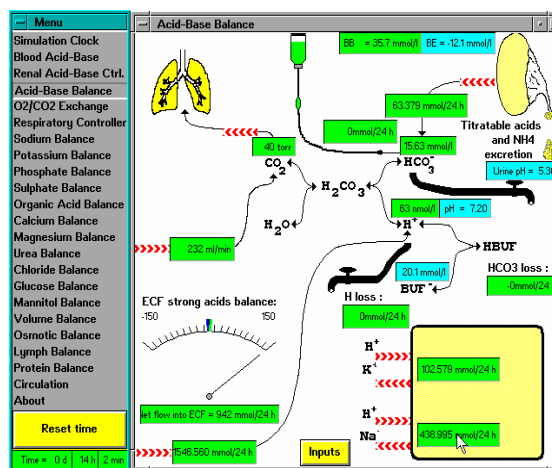 Menu
Simulation Clock
Blood Acid-Base
Renal Acid-Base Ctrl.
Acid-Base Balance
O2/CO2 Exchange
Respiratory Controller
Sodium Balance
Potassium Balance
Phosphate Balance
Sulphate Balance
Organic Acid Balance
Calcium Balance
Magnesium Balance
Urea Balance
Chloride Balance
Glucose Balance
Mannitol Balance
Volume Balance
Osmotic Balance
Lymph Balance
Protein Balance
Circulation
About
Reset time
Time = 0 d 14 h 2 min
Acid-Base Balance
BB = 35.7 mmol/l BE = -12.1 mmol/l
63.379 mmol/24 h
0mmol/24 h
Titratable acids
and NH4
excretion
40 torr
15.63 mmol/l
CO2
HCO3-
Urine pH = 5.30
H2CO3
63 nmol/l pH = 7.20
H2O
H+
232 ml/min
HBUF
20.1 mmol/l
BUF-
HCO3 loss :
-0mmol/24
H loss :
0mmol/24 h
ECF strong acids balance:
-150 150
H+
K+
102.579 mmol/24 h
Net flow into ECF = 942 mmol/24 h
H+
Na
438.995 mmol/24 h
1546.560 mmol/24 h
Inputs